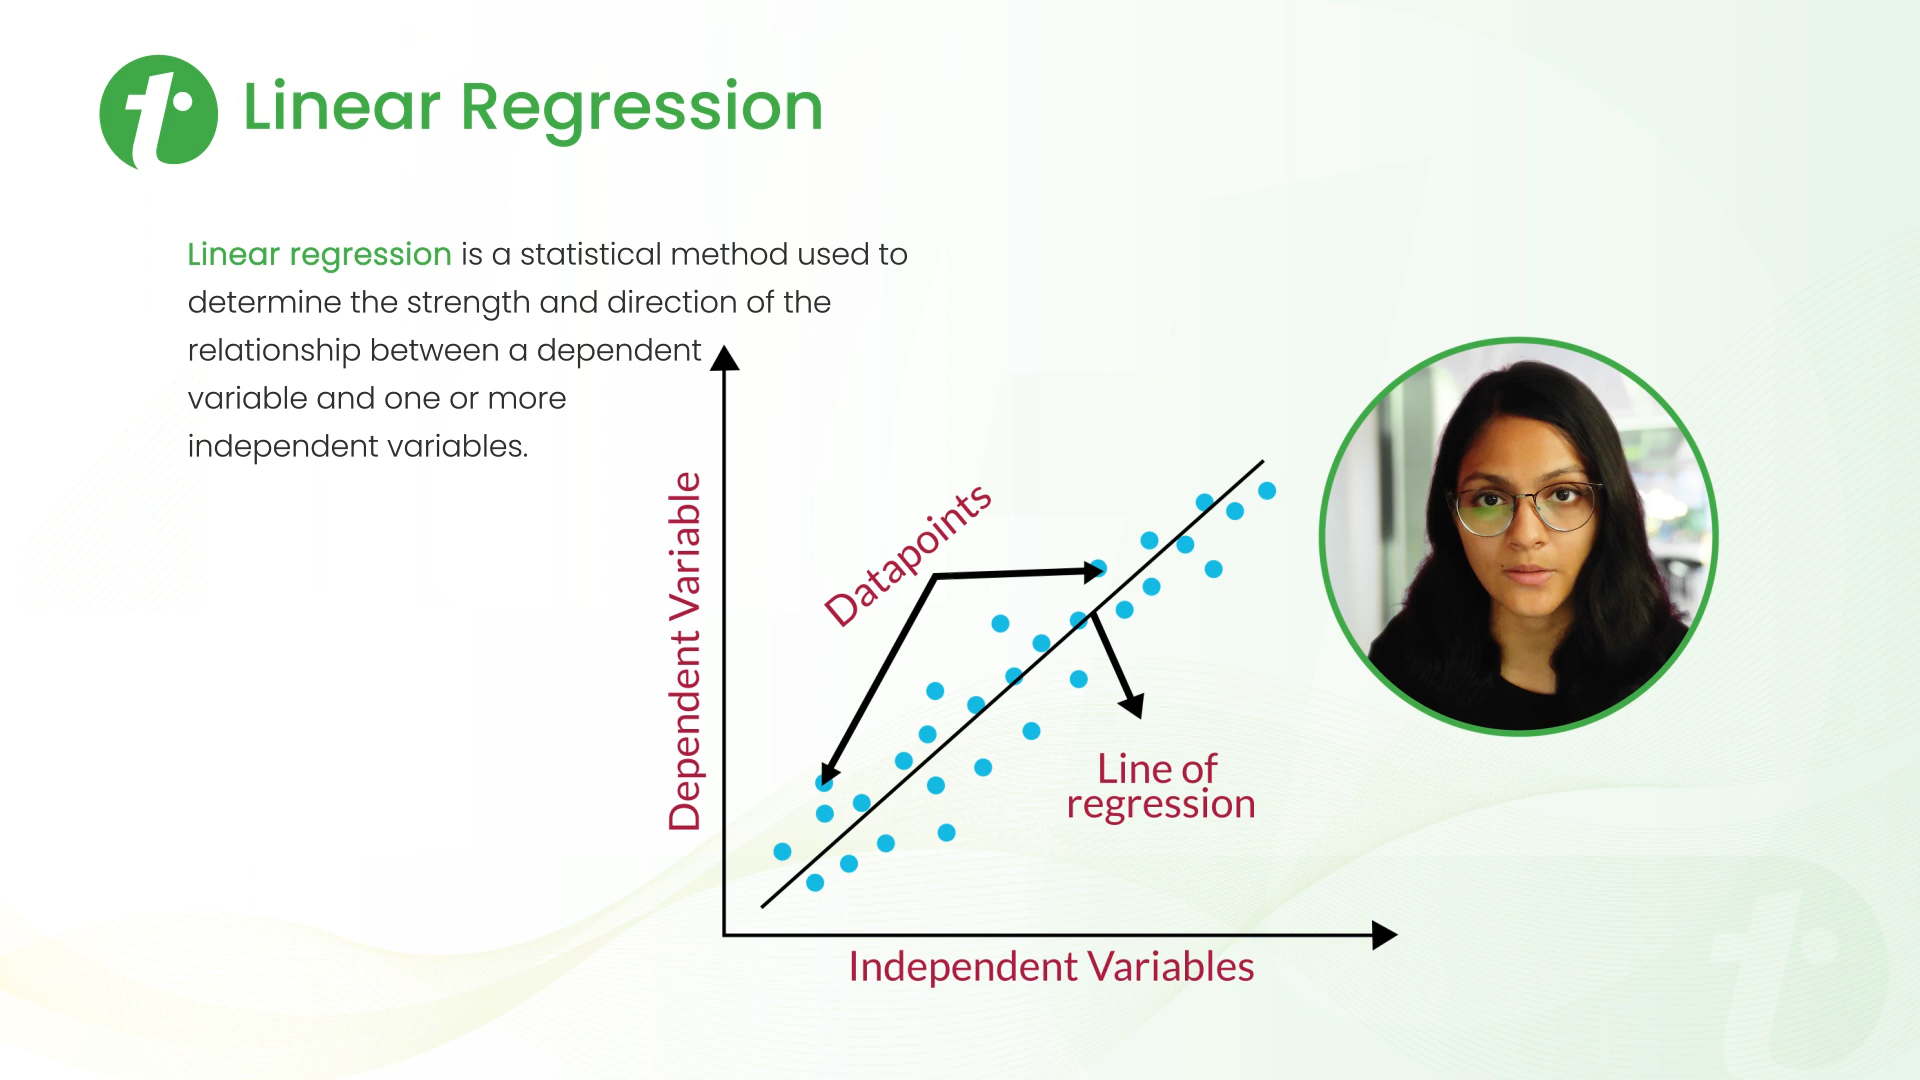 Linear Regression
Linear regression is a statistical method used to
determine the strength and direction of the
relationship between a dependent
variable and one or more
independent variables.
Dependent Variable
Datapoints
Line of
regression
Independent Variables